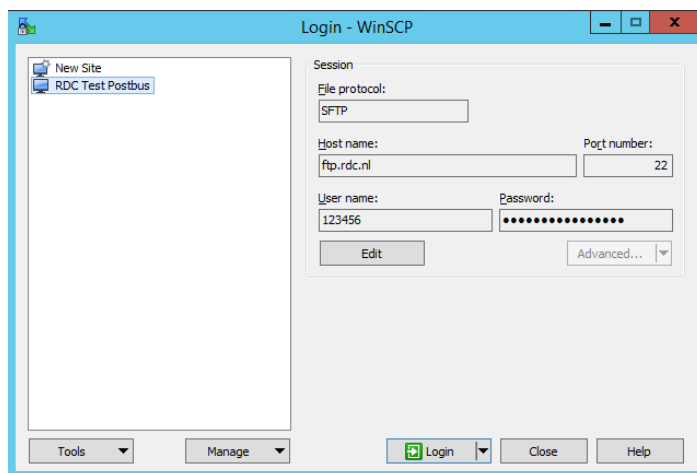 Login - WinSCP
New Site
RDC Test Postbus
Session
File protocol:
SFTP
Host name:
Port number:
ftp.rdc.nl
22
User name:
Password:
123456
••••••••••••••••
Edit
Advanced...
Tools
Manage
Login
Close
Help